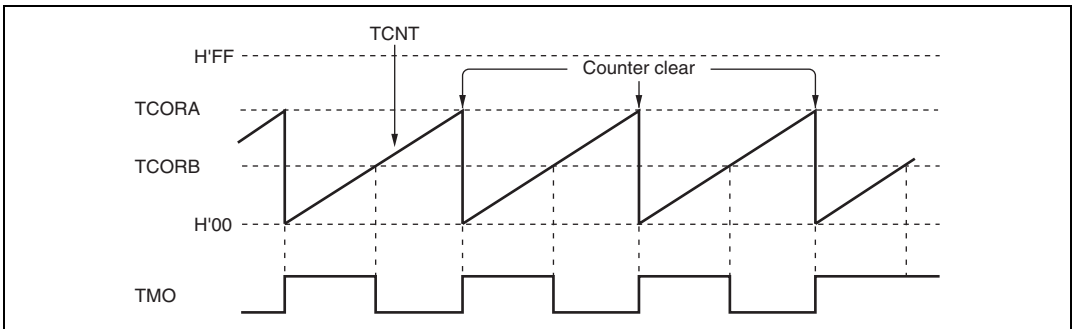 TCNT
H'FF
Counter clear
TCORA
TCORB
H'00
TMO